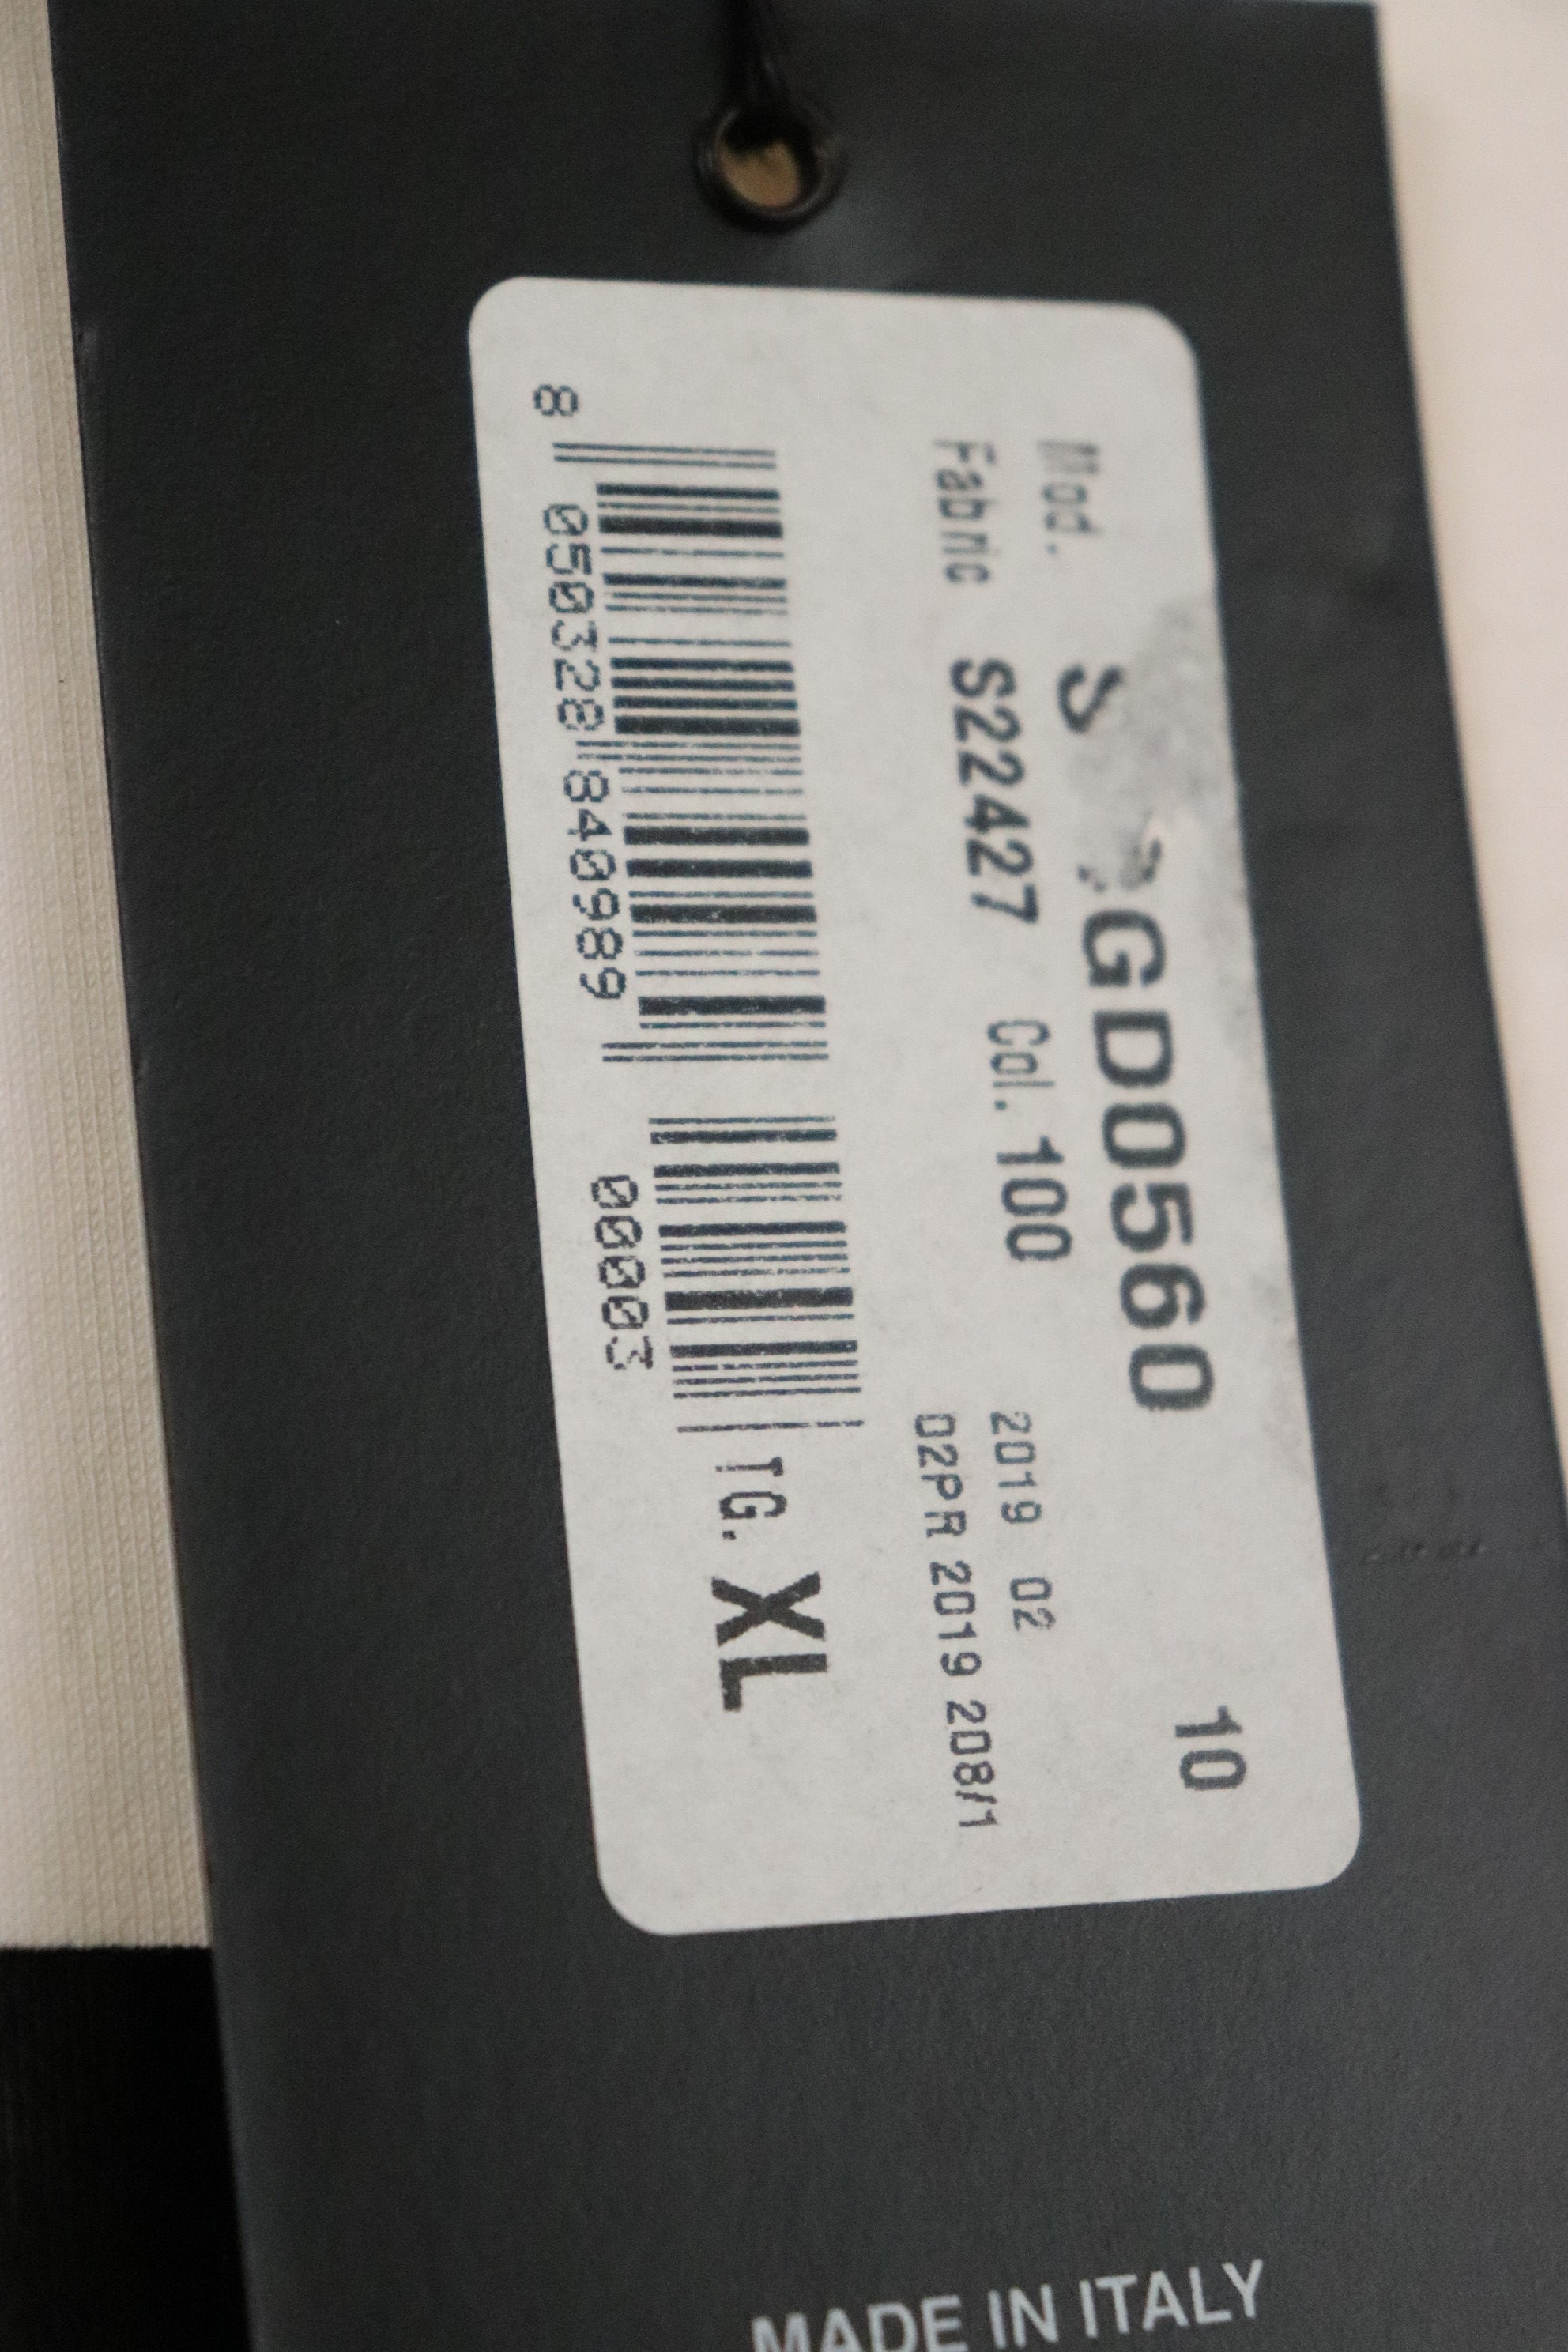 Mod. S GD0560 10
Fabric S22427 Col. 100
2019 02
02PR 2019 208/1
8 050328 840989
00003
TG. XL
MADE IN ITALY